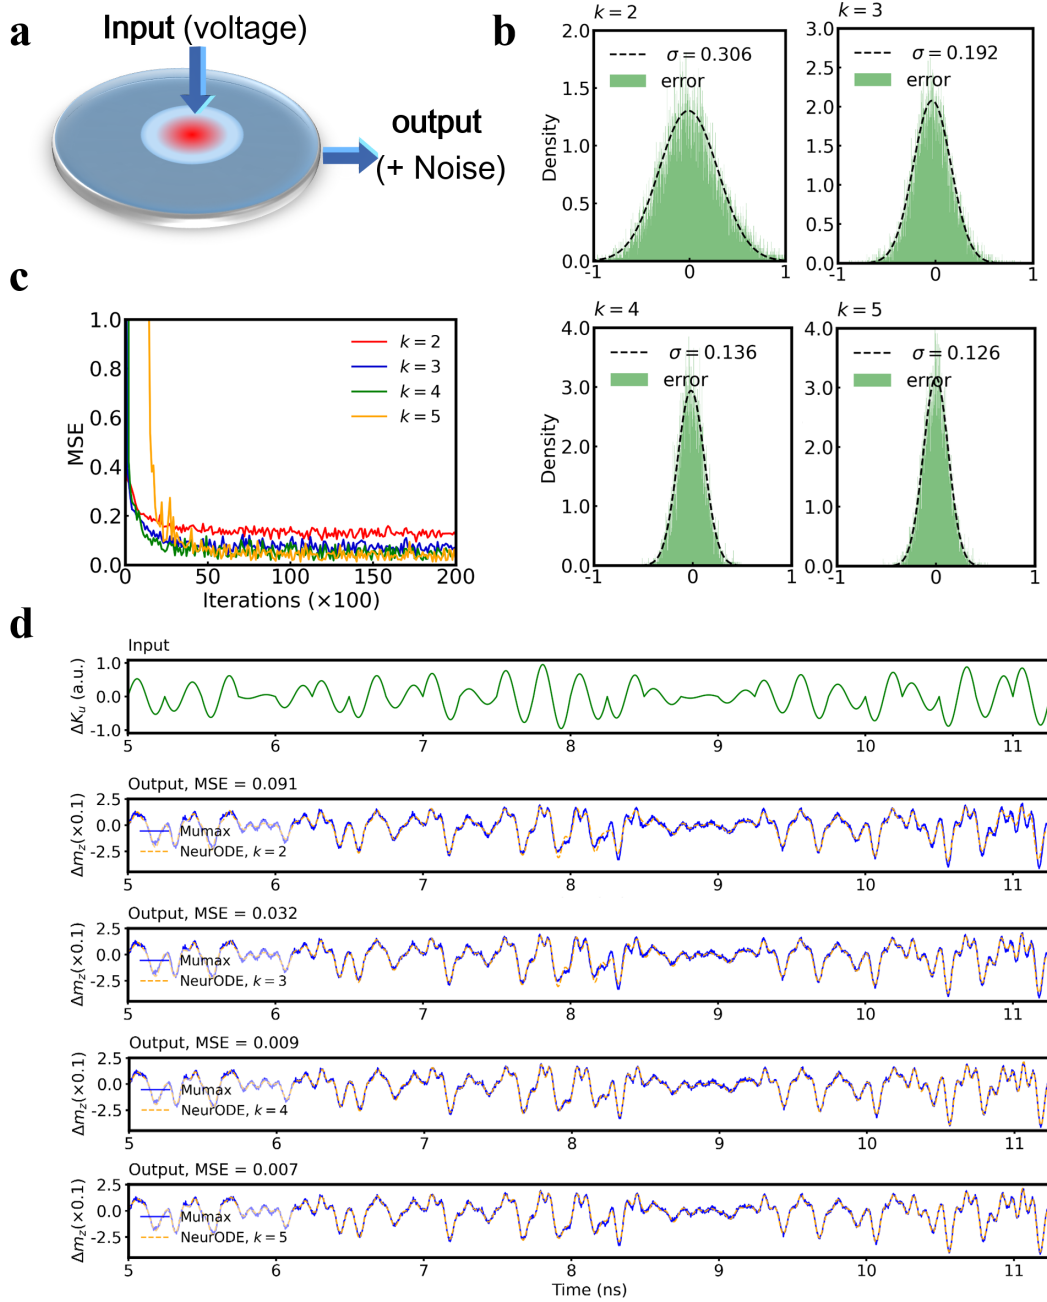 a
Input (voltage)
output
(+ Noise)
b
k = 2
2.0
1.5
1.0
0.5
0.0
Density
σ = 0.306
error
-1
0
1
k = 3
3.0
2.5
2.0
1.5
1.0
0.5
0.0
σ = 0.192
error
-1
0
1
k = 4
4.0
3.0
2.0
1.0
0.0
Density
σ = 0.136
error
-1
0
1
k = 5
4.0
3.0
2.0
1.0
0.0
σ = 0.126
error
-1
0
1
c
1.0
0.8
0.6
0.4
0.2
0.0
MSE
k = 2
k = 3
k = 4
k = 5
0
50
100
150
200
Iterations (×100)
d
Input
1.0
0.0
-1.0
ΔKu (a.u.)
5
6
7
8
9
10
11
Output, MSE = 0.091
2.5
0.0
-2.5
Δmz(×0.1)
Mumax
NeurODE, k = 2
5
6
7
8
9
10
11
Output, MSE = 0.032
2.5
0.0
-2.5
Δmz(×0.1)
Mumax
NeurODE, k = 3
5
6
7
8
9
10
11
Output, MSE = 0.009
2.5
0.0
-2.5
Δmz(×0.1)
Mumax
NeurODE, k = 4
5
6
7
8
9
10
11
Output, MSE = 0.007
2.5
0.0
-2.5
Δmz(×0.1)
Mumax
NeurODE, k = 5
5
6
7
8
9
10
11
Time (ns)